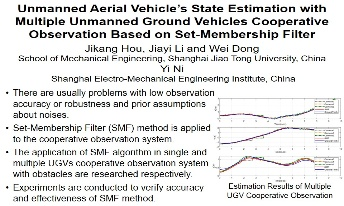 Unmanned Aerial Vehicle's State Estimation with
Multiple Unmanned Ground Vehicles Cooperative
Observation Based on Set-Membership Filter
Jikang Hou, Jiayi Li and Wei Dong
School of Mechanical Engineering, Shanghai Jiao Tong University, China
Yi Ni
Shanghai Electro-Mechanical Engineering Institute, China
• There are usually problems with low observation
accuracy or robustness and prior assumptions
about noises.
• Set-Membership Filter (SMF) method is applied
to the cooperative observation system.
• The application of SMF algorithm in single and
multiple UGVs cooperative observation system
with obstacles are researched respectively.
• Experiments are conducted to verify accuracy
and effectiveness of SMF method.
Estimation Results of Multiple
UGV Cooperative Observation